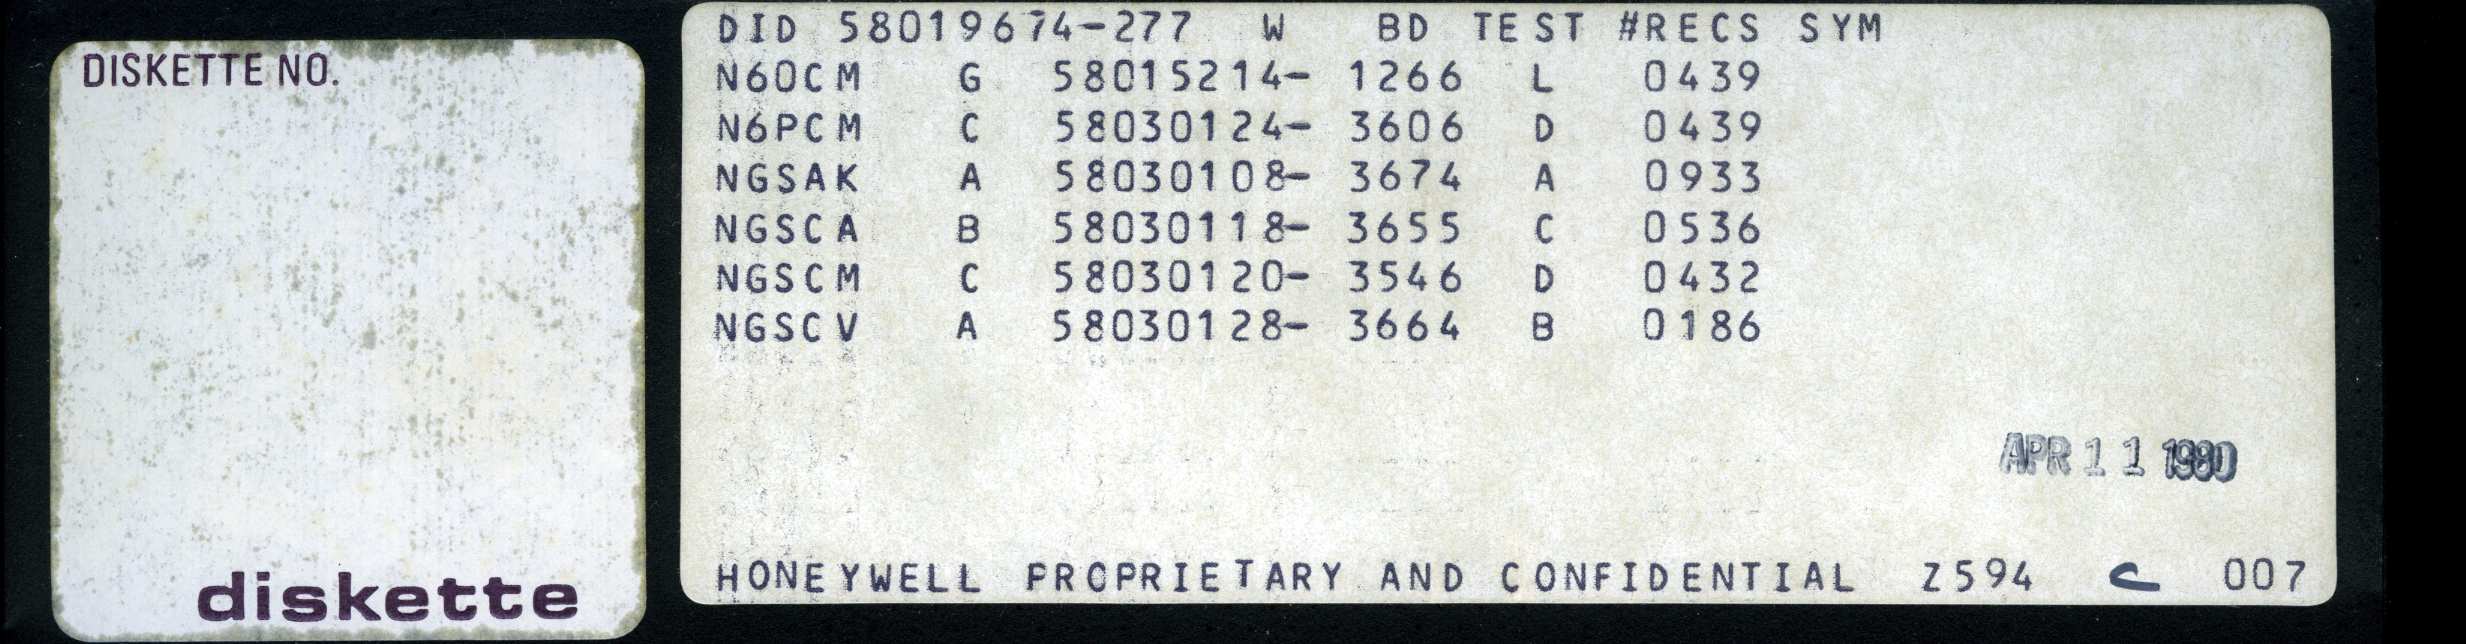 DISKETTE NO.
diskette
DID 58019674-277 W BD TEST #RECS SYM
N6OCM G 58015214- 1266 L 0439
N6PCM C 58030124- 3606 D 0439
NGSAK A 58030108- 3674 A 0933
NGSCA B 58030118- 3655 C 0536
NGSCM C 58030120- 3546 D 0432
NGSCV A 58030128- 3664 B 0186
APR 11 1980
HONEYWELL PROPRIETARY AND CONFIDENTIAL Z594 C 007